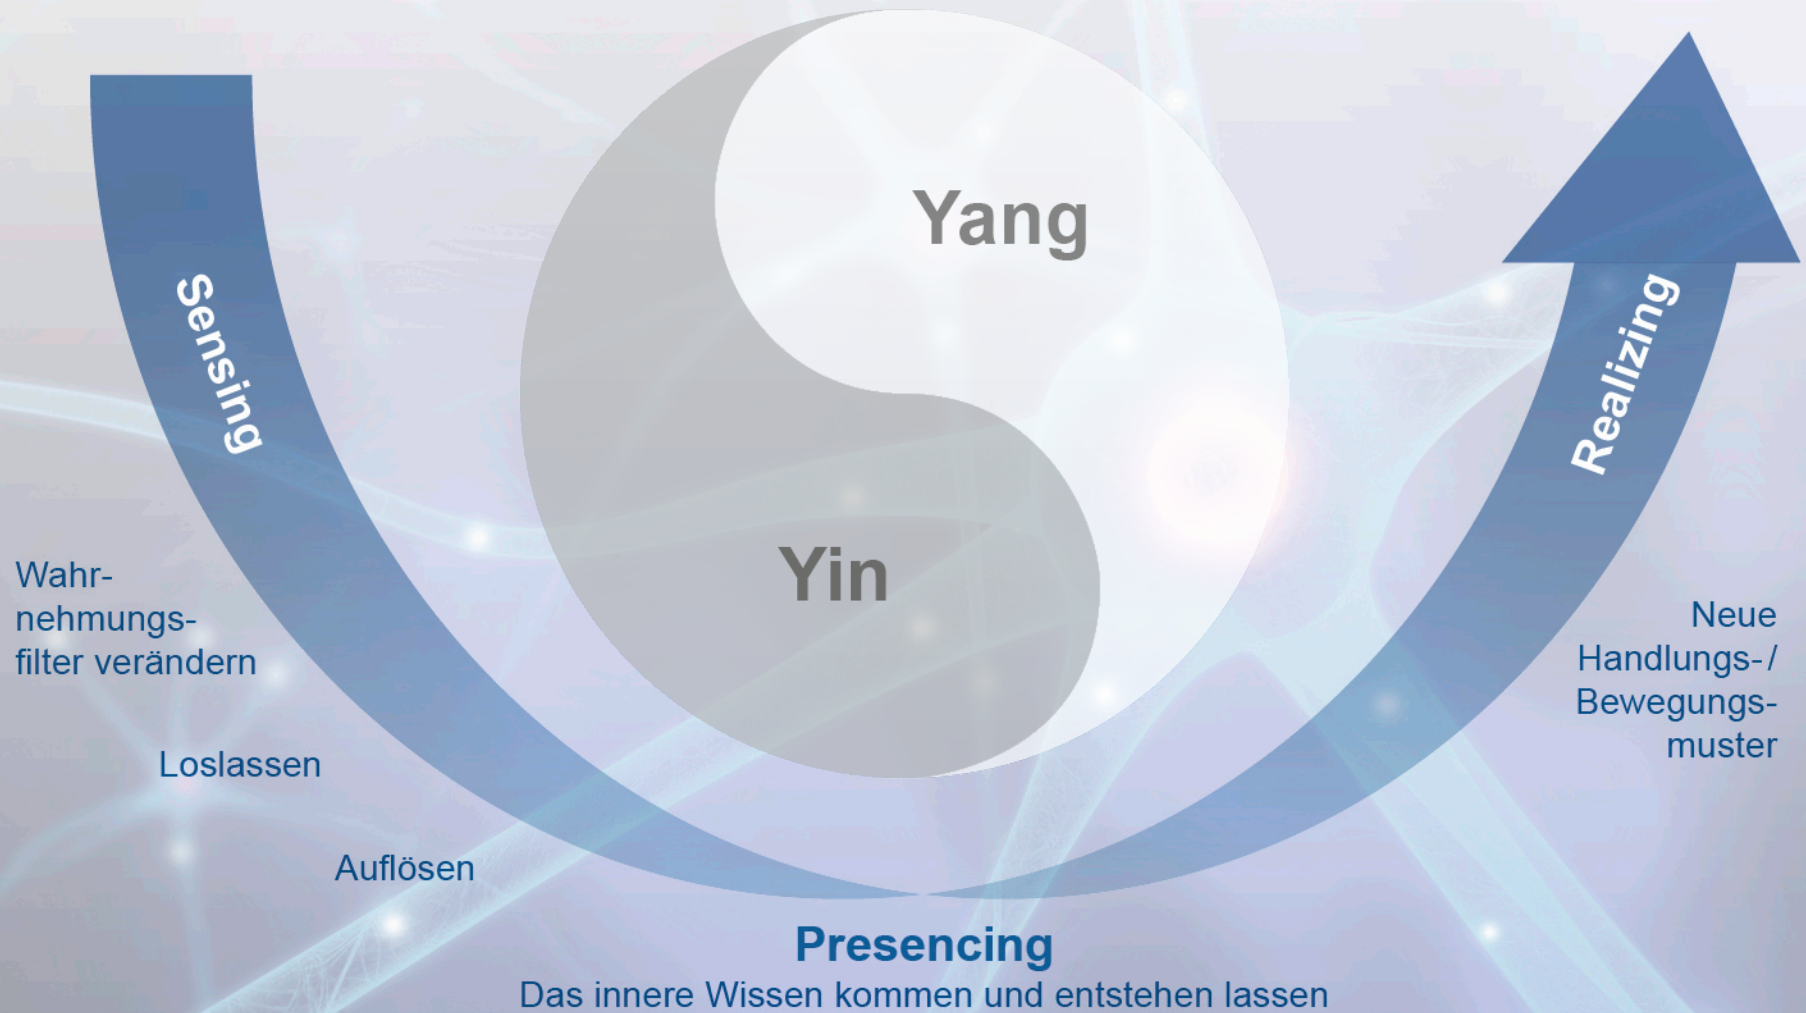 Yang
Sensing
Realizing
Yin
Wahr-
nehmungs-
filter verändern
Neue
Handlungs-/
Bewegungs-
muster
Loslassen
Auflösen
Presencing
Das innere Wissen kommen und entstehen lassen